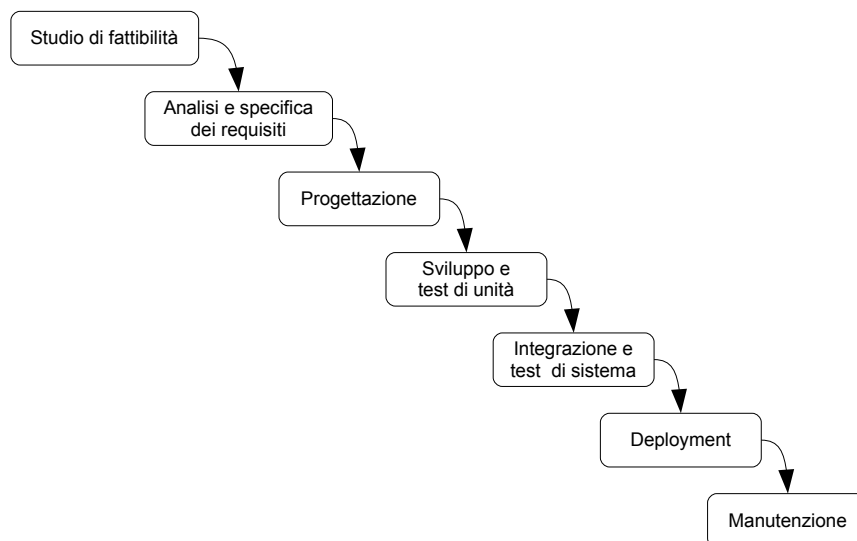 Studio di fattibilità
Analisi e specifica
dei requisiti
Progettazione
Sviluppo e
test di unità
Integrazione e
test di sistema
Deployment
Manutenzione